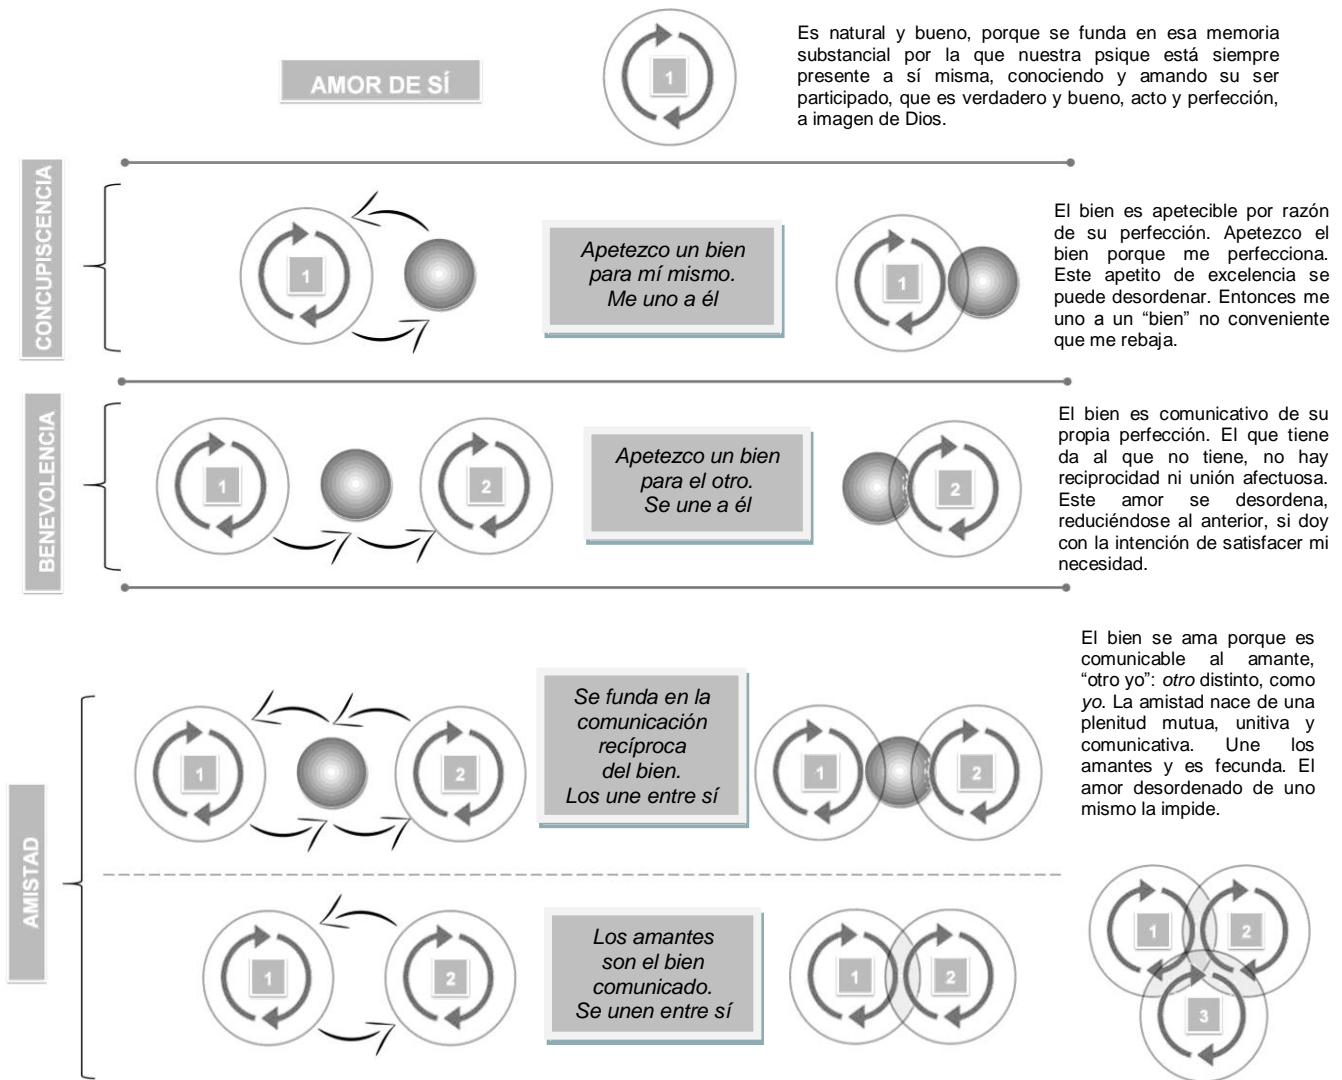 AMOR DE SÍ
1
Es natural y bueno, porque se funda en esa memoria
substancial por la que nuestra psique está siempre
presente a sí misma, conociendo y amando su ser
participado, que es verdadero y bueno, acto y perfección,
a imagen de Dios.
CONCUPISCENCIA
1
Apetezco un bien
para mí mismo.
Me uno a él
1
El bien es apetecible por razón
de su perfección. Apetezco el
bien porque me perfecciona.
Este apetito de excelencia se
puede desordenar. Entonces me
uno a un “bien” no conveniente
que me rebaja.
BENEVOLENCIA
1
2
Apetezco un bien
para el otro.
Se une a él
2
El bien es comunicativo de su
propia perfección. El que tiene
da al que no tiene, no hay
reciprocidad ni unión afectuosa.
Este amor se desordena,
reduciéndose al anterior, si doy
con la intención de satisfacer mi
necesidad.
AMISTAD
1
2
Se funda en la
comunicación
recíproca
del bien.
Los une entre sí
1
2
El bien se ama porque es
comunicable al amante,
“otro yo”: otro distinto, como
yo. La amistad nace de una
plenitud mutua, unitiva y
comunicativa. Une los
amantes y es fecunda. El
amor desordenado de uno
mismo la impide.
1
2
Los amantes
son el bien
comunicado.
Se unen entre sí
1
2
1
2
3